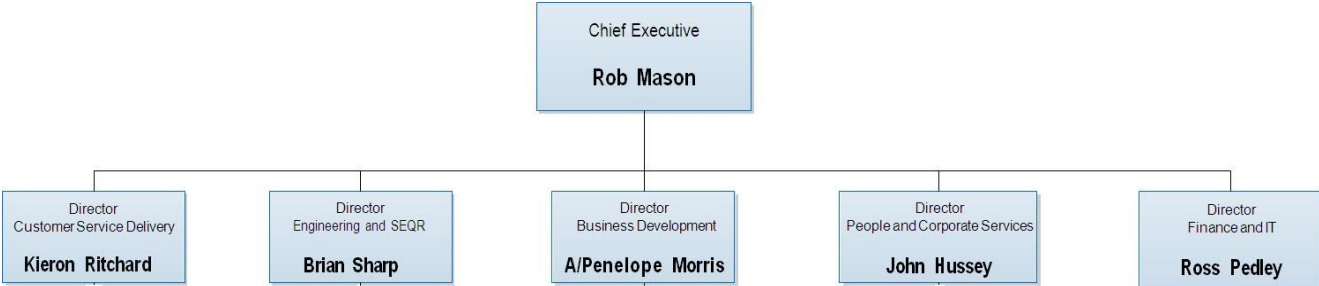 Chief Executive
Rob Mason
Director
Customer Service Delivery
Kieron Ritchard
Director
Engineering and SEQR
Brian Sharp
Director
Business Development
A/Penelope Morris
Director
People and Corporate Services
John Hussey
Director
Finance and IT
Ross Pedley